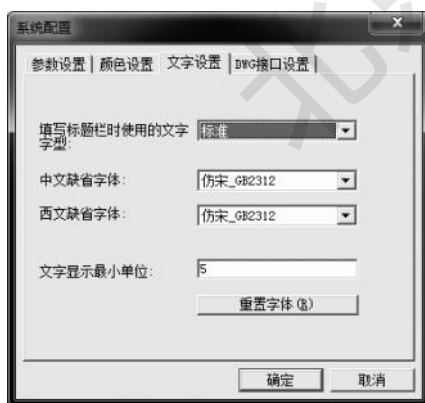 系统配置
参数设置 颜色设置 文字设置 DWG接口设置
填写标题栏时使用的文字 标准
字型:
中文缺省字体: 仿宋_GB2312
西文缺省字体: 仿宋_GB2312
文字显示最小单位: 5
重置字体(R)
确定 取消